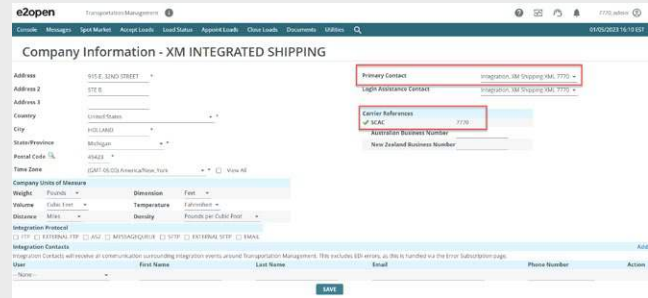 e2open Transportation Management
7770, admin
Console Messages Spot Market Accept Loads Load Status Appoint Loads Close Loads Documents Utilities 01/05/2023 16:10 EST
Company Information - XM INTEGRATED SHIPPING
Address 915 E. 32ND STREET *
Address 2 STE B
Address 3
Country United States *
City HOLLAND *
State/Province Michigan *
Postal Code 49423 *
Time Zone (GMT-05:00) America/New_York * View All
Primary Contact Integration, XM Shipping XML 7770
Login Assistance Contact Integration, XM Shipping XML 7770
Carrier References
SCAC
Australian Business Number
New Zealand Business Number
Company Units of Measure
Weight Pounds Dimension Feet
Volume Cubic Feet Temperature Fahrenheit
Distance Miles Density Pounds per Cubic Foot
Integration Protocol
FTP EXTERNAL FTP AS2 MESSAGEQUEUE SFTP EXTERNAL SFTP EMAIL
Integration Contacts Add
Integration Contacts will receive all communication surrounding integration events around Transportation Management. This excludes EDI errors, as this is handled via the Error Subscription page.
User First Name Last Name Email Phone Number Action
-- None --
SAVE